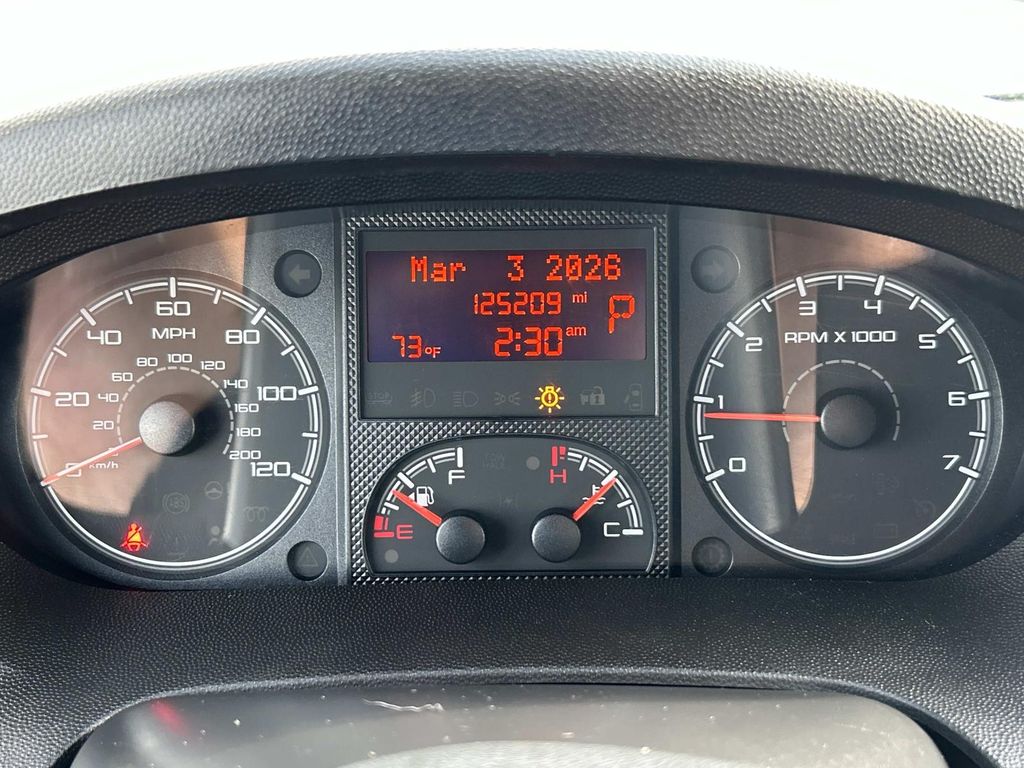 Mar 3 2026
125209 mi
73°F 2:30 am P
0 20 40 60 80 100 120
MPH
20 40 60 80 100 120 140 160 180 200
km/h
E F
H C
0 1 2 3 4 5 6 7
RPM X 1000